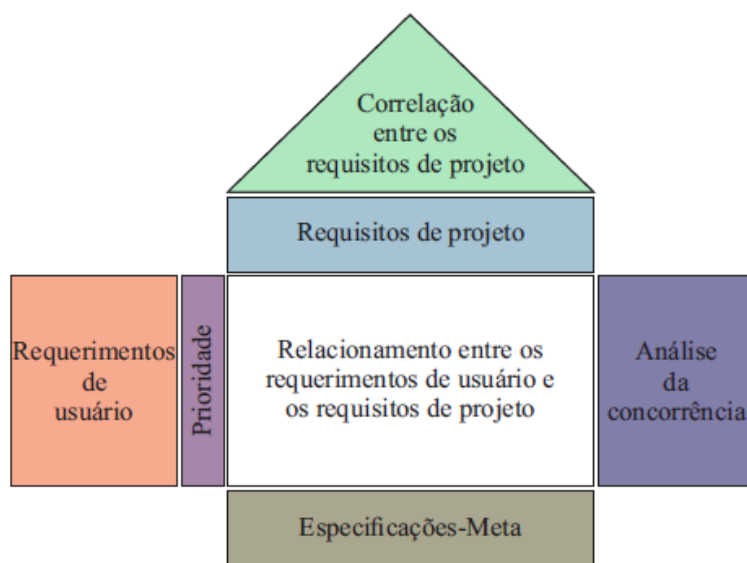 Correlação
entre os
requisitos de projeto
Requisitos de projeto
Requerimentos
de
usuário
Prioridade
Relacionamento entre os
requerimentos de usuário e
os requisitos de projeto
Análise
da
concorrência
Especificações-Meta